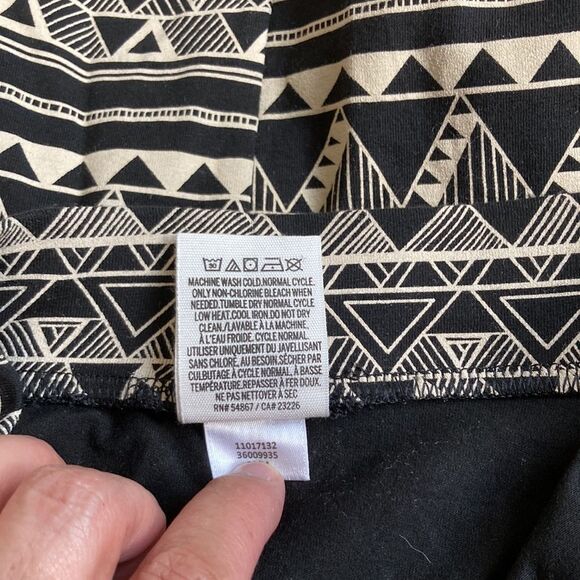 30
MACHINE WASH COLD.NORMAL CYCLE.
ONLY NON-CHLORINE BLEACH WHEN
NEEDED.TUMBLE DRY NORMAL CYCLE
LOW HEAT.COOL IRON.DO NOT DRY
CLEAN./LAVABLE À LA MACHINE,
À L'EAU FROIDE. CYCLE NORMAL
UTILISER UNIQUEMENT DU JAVELLISANT
SANS CHLORE, AU BESOIN.SÉCHER PAR
CULBUTAGE À CYCLE NORMAL, À BASSE
TEMPÉRATURE.REPASSER À FER DOUX.
NE PAS NETTOYER À SEC
RN# 54867 / CA# 23226
11017132
36009935